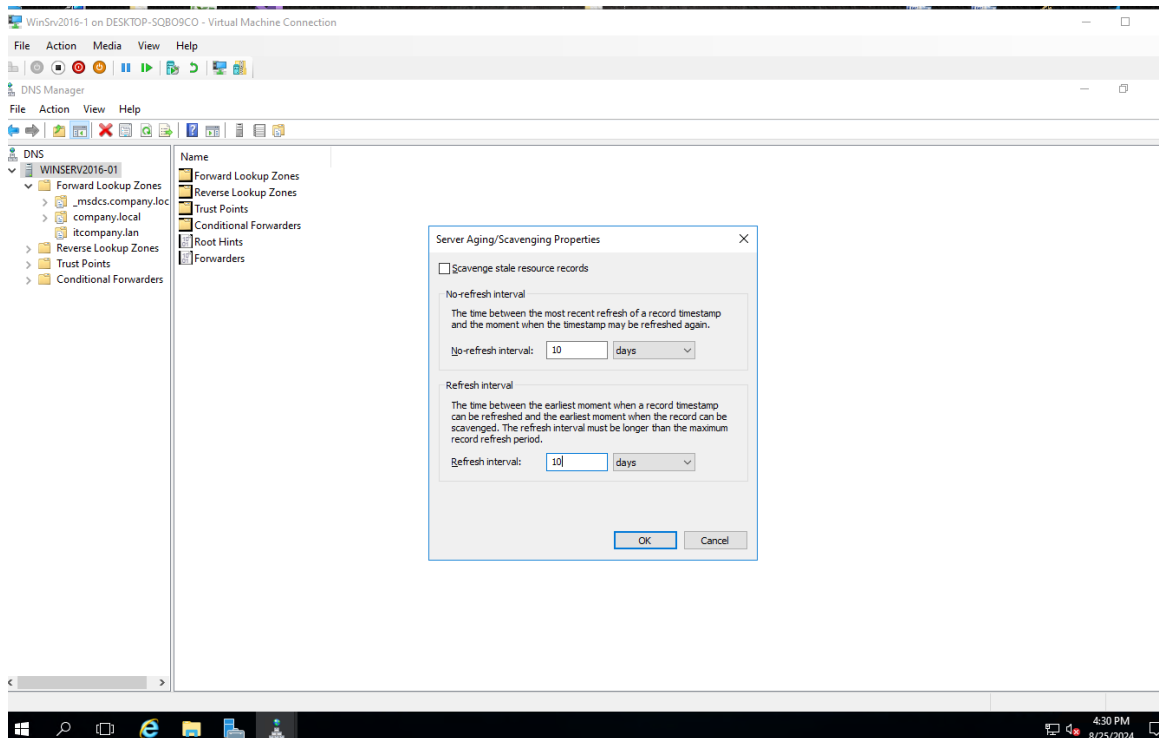 WinSrv2016-1 on DESKTOP-SQBO9CO - Virtual Machine Connection
File Action Media View Help
DNS Manager
File Action View Help
DNS
WINSERV2016-01
Forward Lookup Zones
_msdcs.company.loc
company.local
itcompany.lan
Reverse Lookup Zones
Trust Points
Conditional Forwarders
Name
Forward Lookup Zones
Reverse Lookup Zones
Trust Points
Conditional Forwarders
Root Hints
Forwarders
Server Aging/Scavenging Properties
Scavenge stale resource records
No-refresh interval
The time between the most recent refresh of a record timestamp
and the moment when the timestamp may be refreshed again.
No-refresh interval: 10 days
Refresh interval
The time between the earliest moment when a record timestamp
can be refreshed and the earliest moment when the record can be
scavenged. The refresh interval must be longer than the maximum
record refresh period.
Refresh interval: 10 days
OK Cancel
4:30 PM
8/25/2024